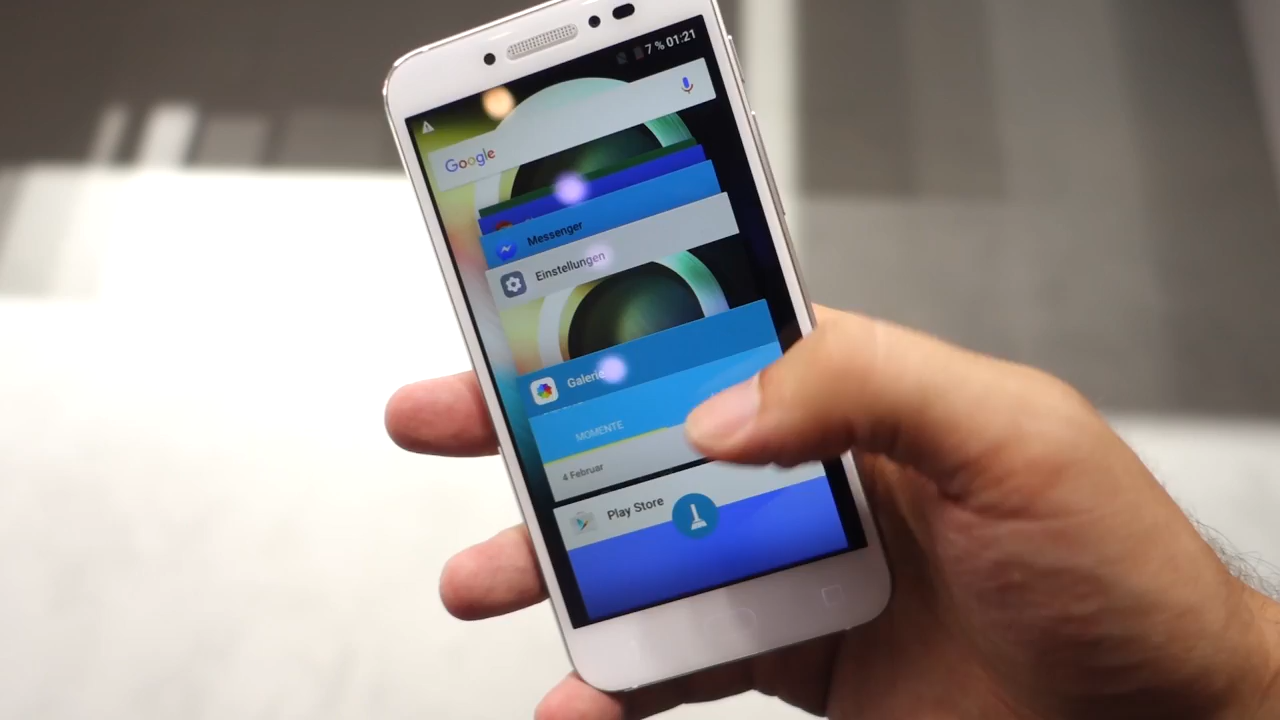 7 % 01:21
Google
Messenger
Einstellungen
Galerie
MOMENTE
4 Februar
Play Store